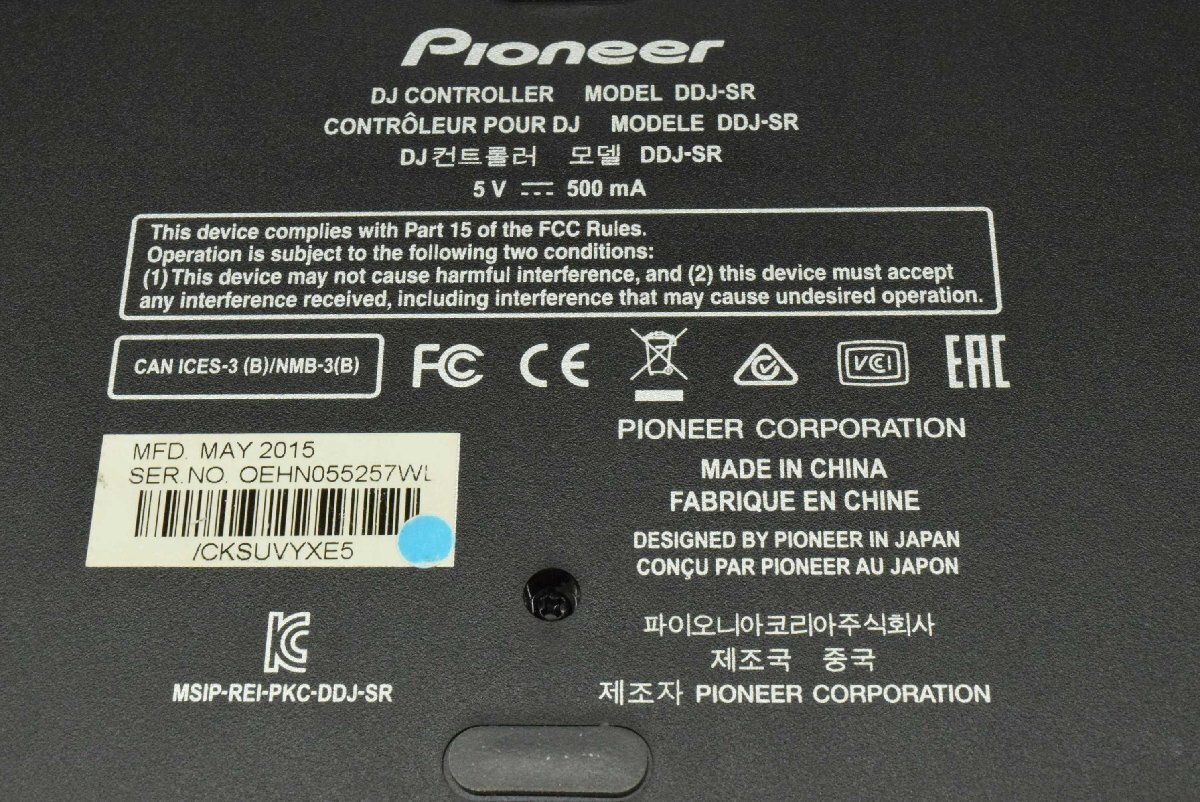 Pioneer
DJ CONTROLLER MODEL DDJ-SR
CONTRÔLEUR POUR DJ MODELE DDJ-SR
DJ 컨트롤러 모델 DDJ-SR
5 V ⎓ 500 mA
This device complies with Part 15 of the FCC Rules.
Operation is subject to the following two conditions:
(1) This device may not cause harmful interference, and (2) this device must accept
any interference received, including interference that may cause undesired operation.
CAN ICES-3 (B)/NMB-3(B) FC CE VCCI EAC
PIONEER CORPORATION
MADE IN CHINA
FABRIQUE EN CHINE
DESIGNED BY PIONEER IN JAPAN
CONÇU PAR PIONEER AU JAPON
MFD. MAY 2015
SER.NO. OEHN055257WL
/CKSUVYXE5
KC
MSIP-REI-PKC-DDJ-SR
파이오니아코리아주식회사
제조국 중국
제조자 PIONEER CORPORATION